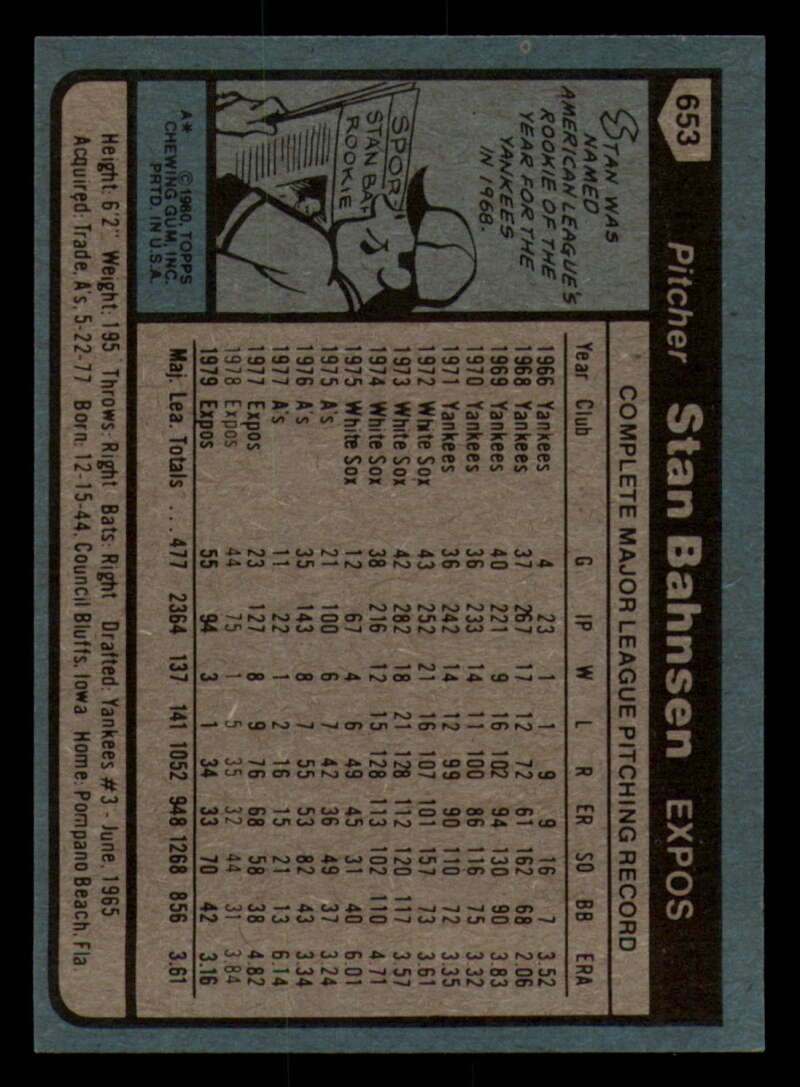 653
Pitcher Stan Bahnsen EXPOS
STAN WAS
NAMED
AMERICAN LEAGUE'S
ROOKIE OF THE
YEAR FOR THE
YANKEES
IN 1968.
SPORT
STAN BA
ROOKIE
A* © 1980 TOPPS
CHEWING GUM, INC.
PRTD. IN U.S.A.
COMPLETE MAJOR LEAGUE PITCHING RECORD
Year Club G IP W L R ER SO BB ERA
1966 Yankees 4 23 1 1 9 9 16 7 3.52
1968 Yankees 37 267 17 12 72 61 162 68 2.06
1969 Yankees 40 221 9 16 102 94 130 90 3.83
1970 Yankees 36 233 14 11 100 86 116 75 3.32
1971 Yankees 36 242 14 12 99 90 110 72 3.35
1972 White Sox 43 252 21 16 107 101 157 73 3.61
1973 White Sox 42 282 18 21 128 112 120 117 3.57
1974 White Sox 38 216 12 15 128 113 102 110 4.71
1975 White Sox 12 67 4 6 49 45 31 40 6.01
1975 A's 21 100 6 7 42 36 49 37 3.24
1976 A's 35 143 8 7 55 53 82 43 3.34
1977 A's 11 22 1 2 16 15 21 13 6.14
1977 Expos 23 127 8 9 76 68 58 38 4.82
1978 Expos 44 75 1 5 35 32 44 31 3.84
1979 Expos 55 94 3 1 34 33 70 42 3.16
Maj. Lea. Totals ... 477 2364 137 141 1052 948 1268 856 3.61
Height: 6'2" Weight: 195 Throws: Right Bats: Right Drafted: Yankees #3 - June, 1965
Acquired: Trade, A's, 5-22-77 Born: 12-15-44, Council Bluffs, Iowa Home: Pompano Beach, Fla